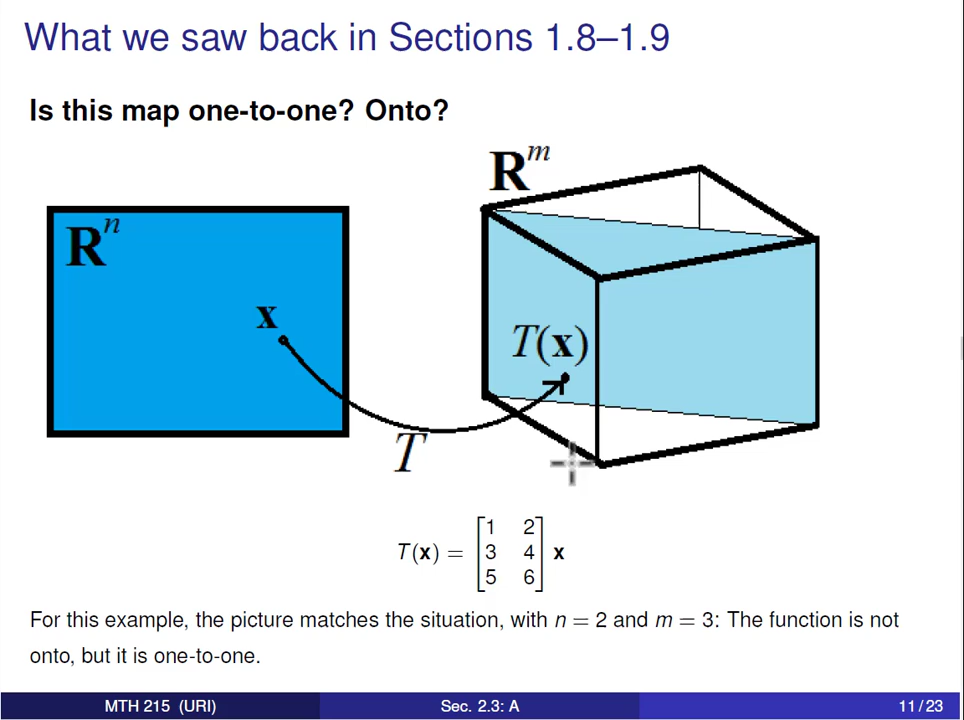 What we saw back in Sections 1.8–1.9
Is this map one-to-one? Onto?
Rⁿ
Rᵐ
x
T(x)
T
T(x) = [1 2
3 4
5 6] x
For this example, the picture matches the situation, with n = 2 and m = 3: The function is not
onto, but it is one-to-one.
MTH 215 (URI) Sec. 2.3: A 11/23